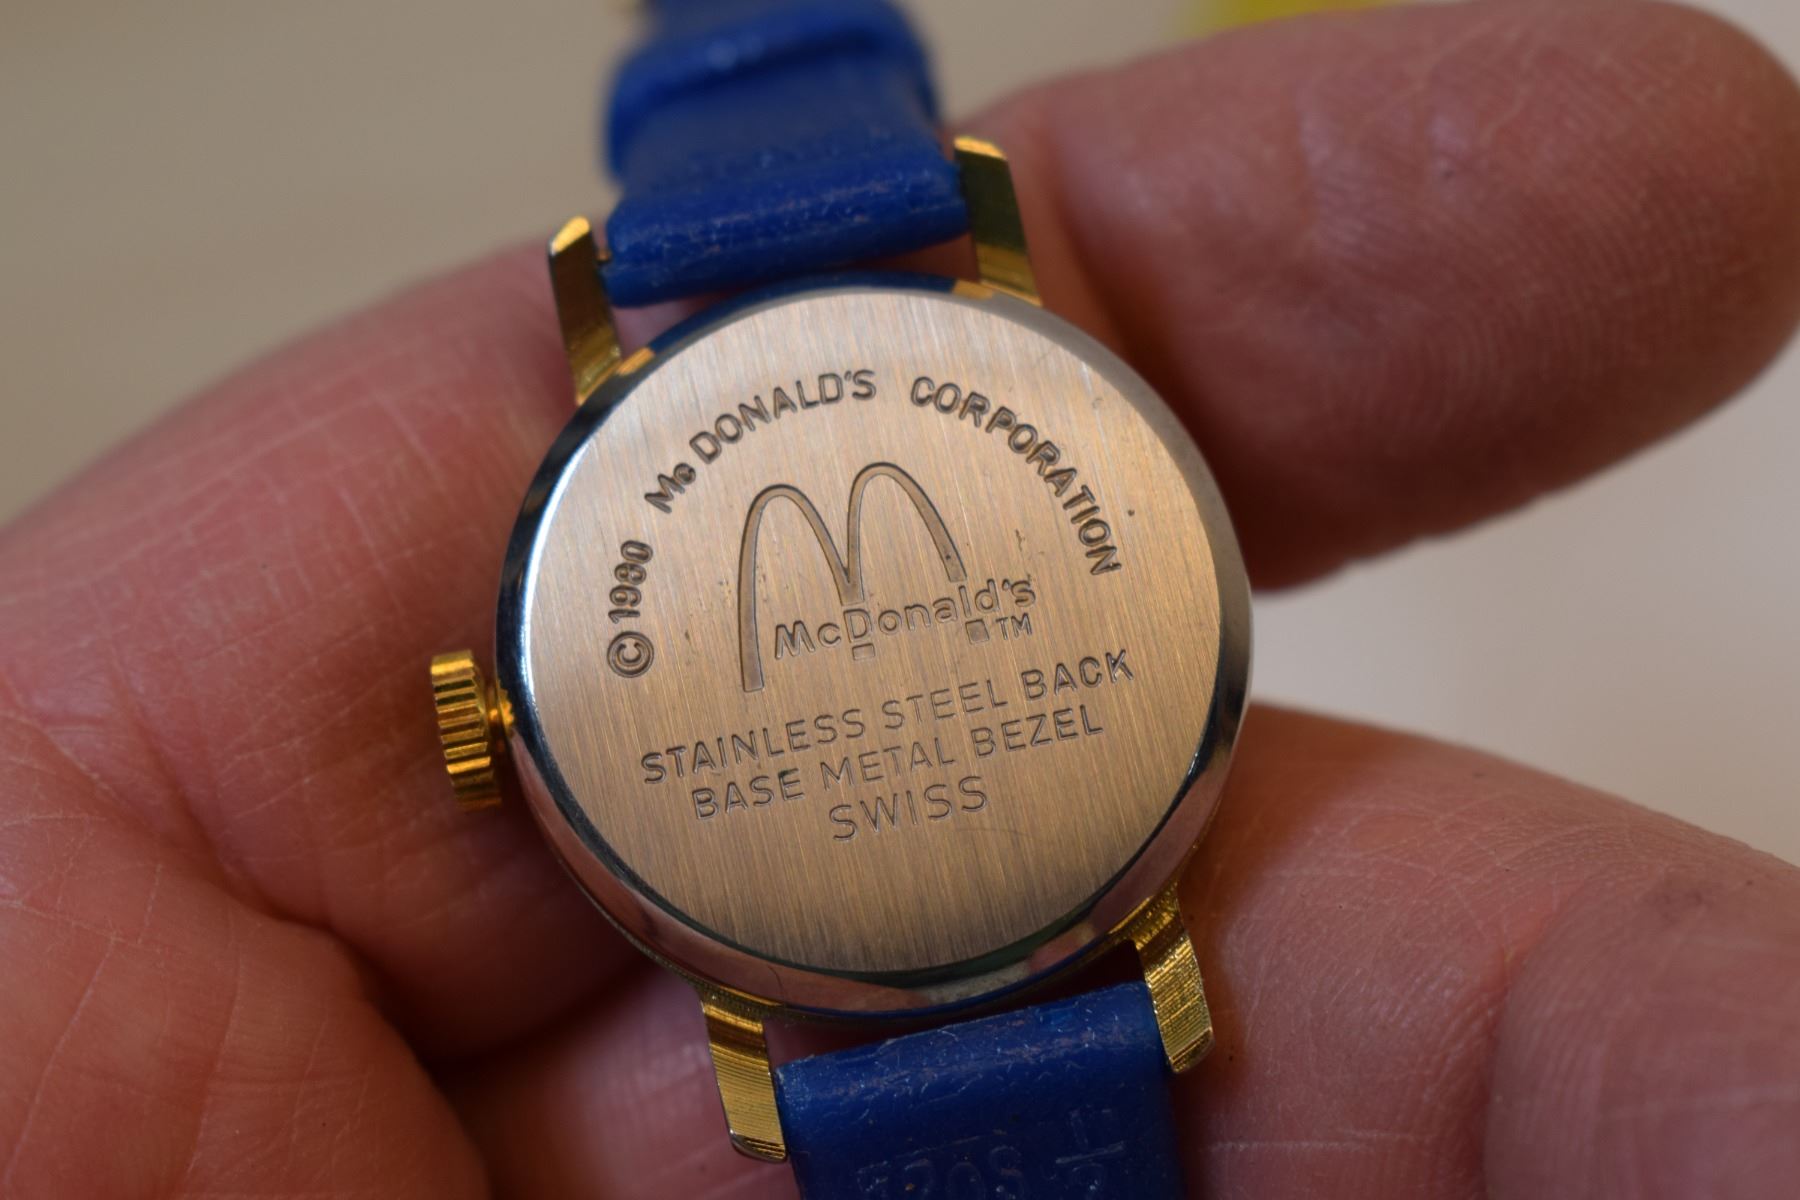 © 1980 McDONALD'S CORPORATION
McDonald's
TM
STAINLESS STEEL BACK
BASE METAL BEZEL
SWISS